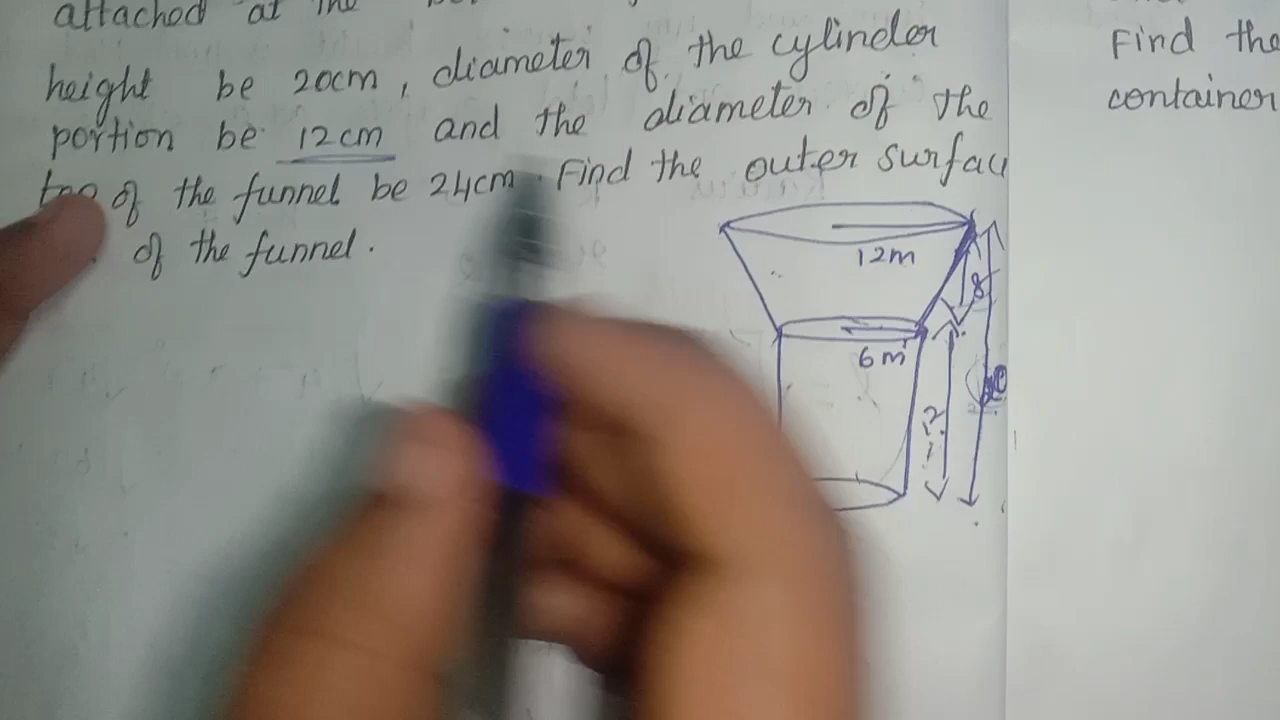 attached at the
height be 20cm, diameter of the cylinder
portion be 12cm and the diameter of the
top of the funnel be 24cm. Find the outer surfac
of the funnel.
12m
8
6m
?
Find the
container